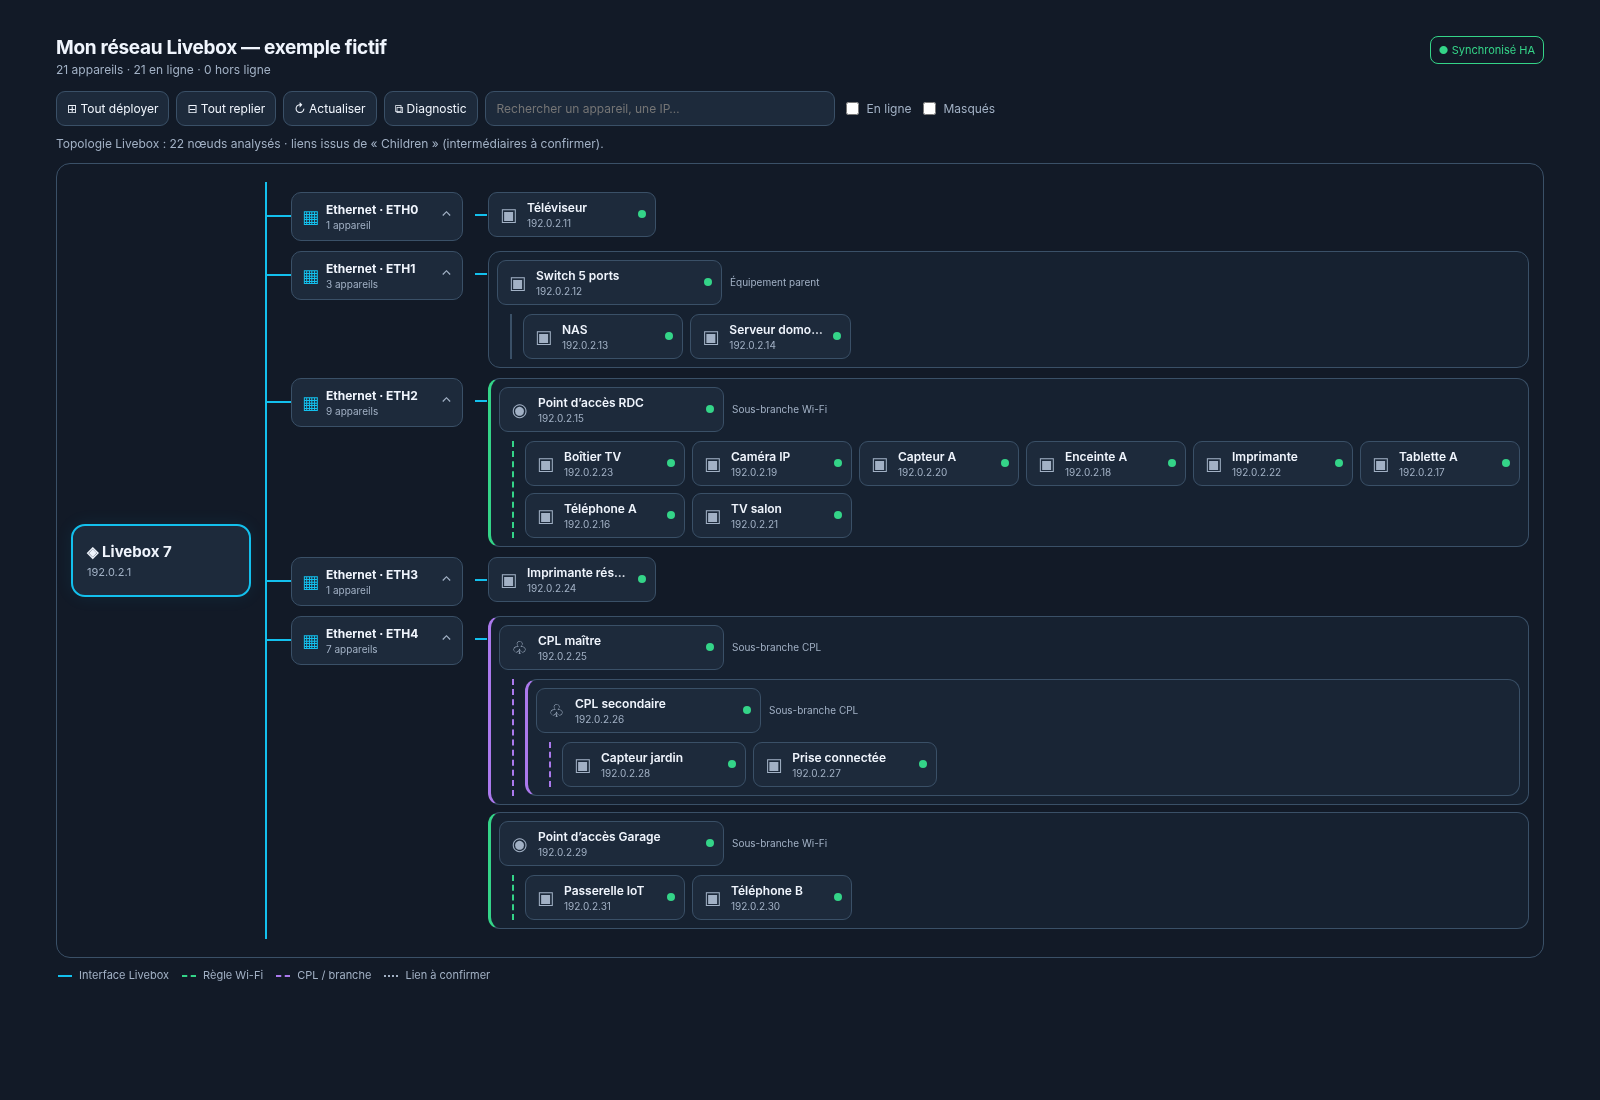 Mon réseau Livebox — exemple fictif
21 appareils · 21 en ligne · 0 hors ligne
Synchronisé HA
Tout déployer
Tout replier
Actualiser
Diagnostic
Rechercher un appareil, une IP...
En ligne
Masqués
Topologie Livebox : 22 nœuds analysés · liens issus de « Children » (intermédiaires à confirmer).
Livebox 7
192.0.2.1
Ethernet · ETH0
1 appareil
Téléviseur
192.0.2.11
Ethernet · ETH1
3 appareils
Switch 5 ports
192.0.2.12
Équipement parent
NAS
192.0.2.13
Serveur domo...
192.0.2.14
Ethernet · ETH2
9 appareils
Point d’accès RDC
192.0.2.15
Sous-branche Wi-Fi
Boîtier TV
192.0.2.23
Caméra IP
192.0.2.19
Capteur A
192.0.2.20
Enceinte A
192.0.2.18
Imprimante
192.0.2.22
Tablette A
192.0.2.17
Téléphone A
192.0.2.16
TV salon
192.0.2.21
Ethernet · ETH3
1 appareil
Imprimante rés...
192.0.2.24
Ethernet · ETH4
7 appareils
CPL maître
192.0.2.25
Sous-branche CPL
CPL secondaire
192.0.2.26
Sous-branche CPL
Capteur jardin
192.0.2.28
Prise connectée
192.0.2.27
Point d’accès Garage
192.0.2.29
Sous-branche Wi-Fi
Passerelle IoT
192.0.2.31
Téléphone B
192.0.2.30
Interface Livebox
Règle Wi-Fi
CPL / branche
Lien à confirmer